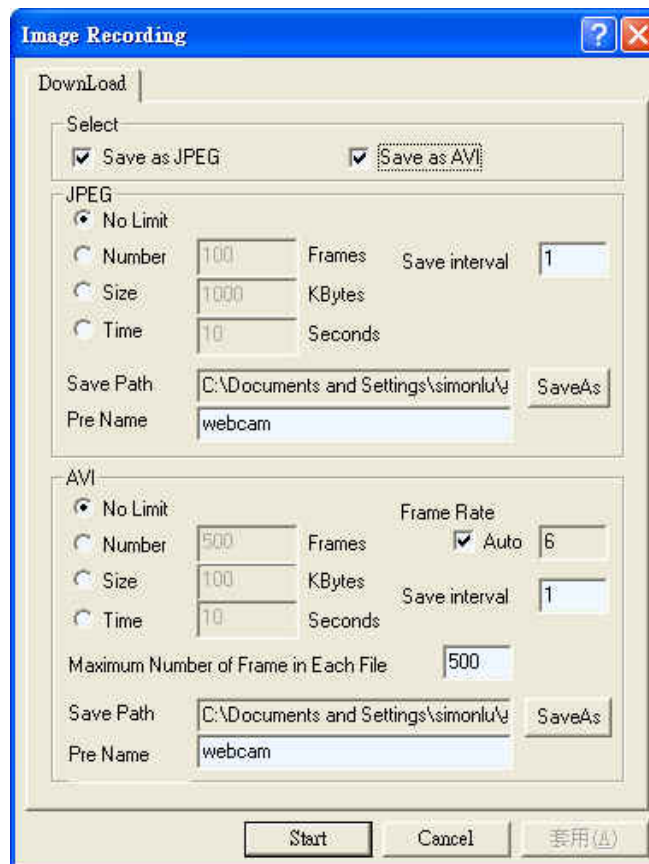 Image Recording
DownLoad
Select
Save as JPEG
Save as AVI
JPEG
No Limit
Number 100 Frames Save interval 1
Size 1000 KBytes
Time 10 Seconds
Save Path C:\Documents and Settings\simonlu\ SaveAs
Pre Name webcam
AVI
No Limit Frame Rate
Number 500 Frames Auto 6
Size 100 KBytes Save interval 1
Time 10 Seconds
Maximum Number of Frame in Each File 500
Save Path C:\Documents and Settings\simonlu\ SaveAs
Pre Name webcam
Start Cancel 套用(A)